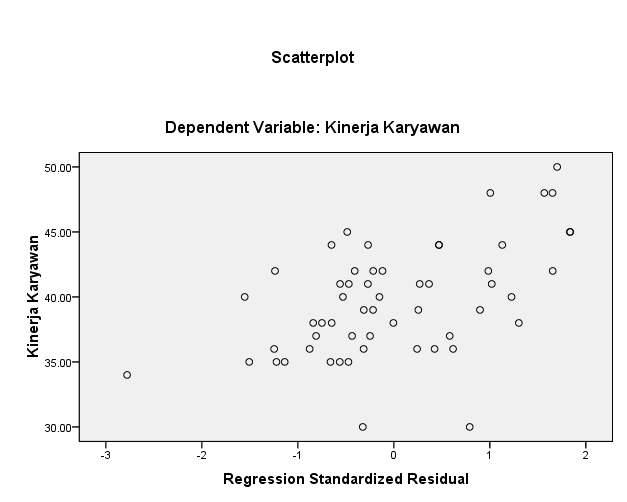 Scatterplot
Dependent Variable: Kinerja Karyawan
50.00
45.00
40.00
35.00
30.00
Kinerja Karyawan
-3 -2 -1 0 1 2
Regression Standardized Residual